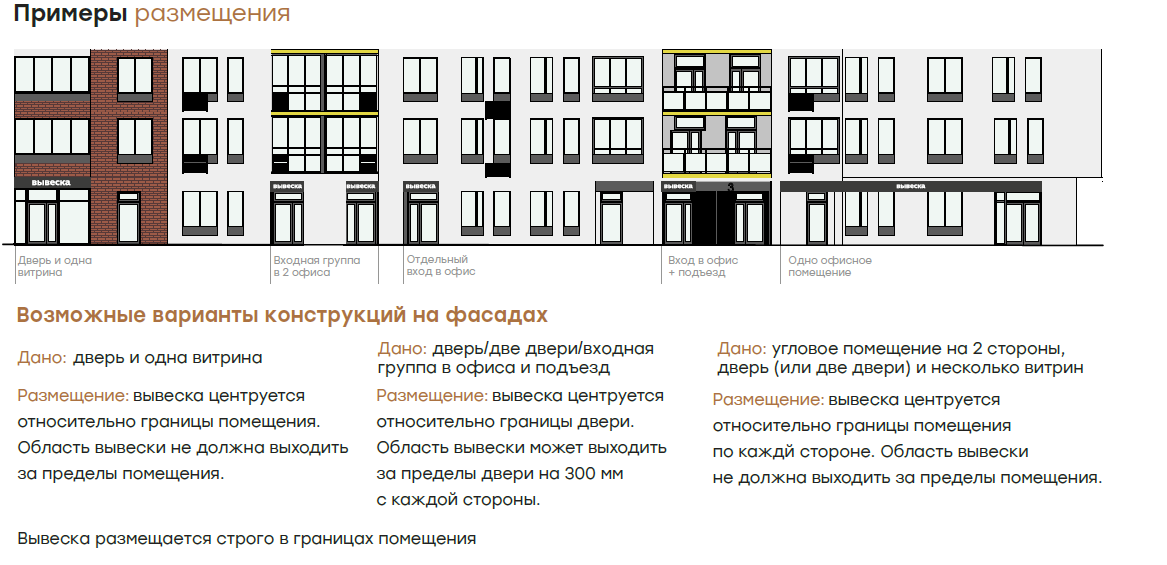 Примеры размещения
вывеска
вывеска вывеска вывеска вывеска 3 вывеска
Дверь и одна
витрина
Входная группа
в 2 офиса
Отдельный
вход в офис
Вход в офис
+ подъезд
Одно офисное
помещение
Возможные варианты конструкций на фасадах
Дано: дверь и одна витрина
Размещение: вывеска центруется
относительно границы помещения.
Область вывески не должна выходить
за пределы помещения.
Дано: дверь/две двери/входная
группа в офиса и подъезд
Размещение: вывеска центруется
относительно границы двери.
Область вывески может выходить
за пределы двери на 300 мм
с каждой стороны.
Дано: угловое помещение на 2 стороны,
дверь (или две двери) и несколько витрин
Размещение: вывеска центруется
относительно границы помещения
по каждй стороне. Область вывески
не должна выходить за пределы помещения.
Вывеска размещается строго в границах помещения